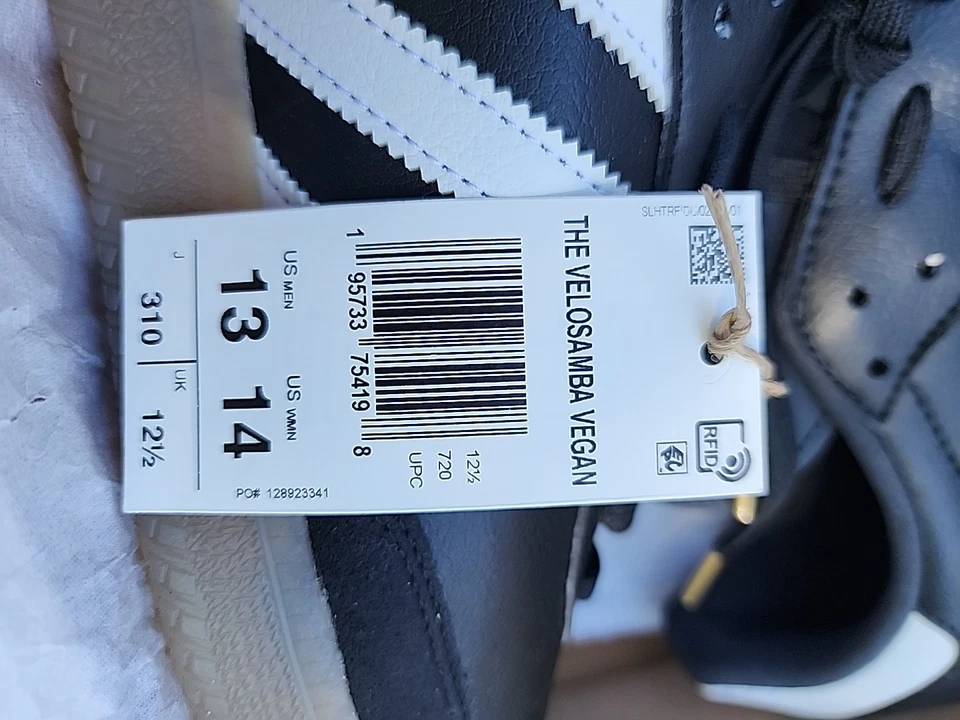 RFID
THE VELOSAMBA VEGAN
12½
720
UPC
1 95733 75419 8
US MEN US WMN
13 14
PO# 128923341
J 310 UK 12½